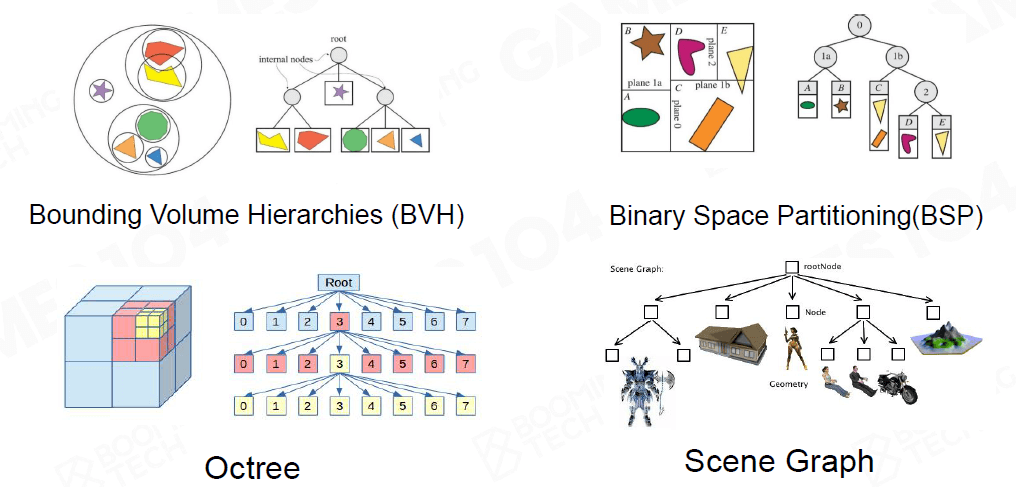 root
internal nodes
Bounding Volume Hierarchies (BVH)
B
D
E
plane 2
plane 1a
plane 1b
A
C
plane 0
0
1a
1b
A
B
C
2
D
E
Binary Space Partitioning(BSP)
Root
0 1 2 3 4 5 6 7
0 1 2 3 4 5 6 7
0 1 2 3 4 5 6 7
Octree
Scene Graph:
rootNode
Node
Geometry
Scene Graph
BOOM
TECH